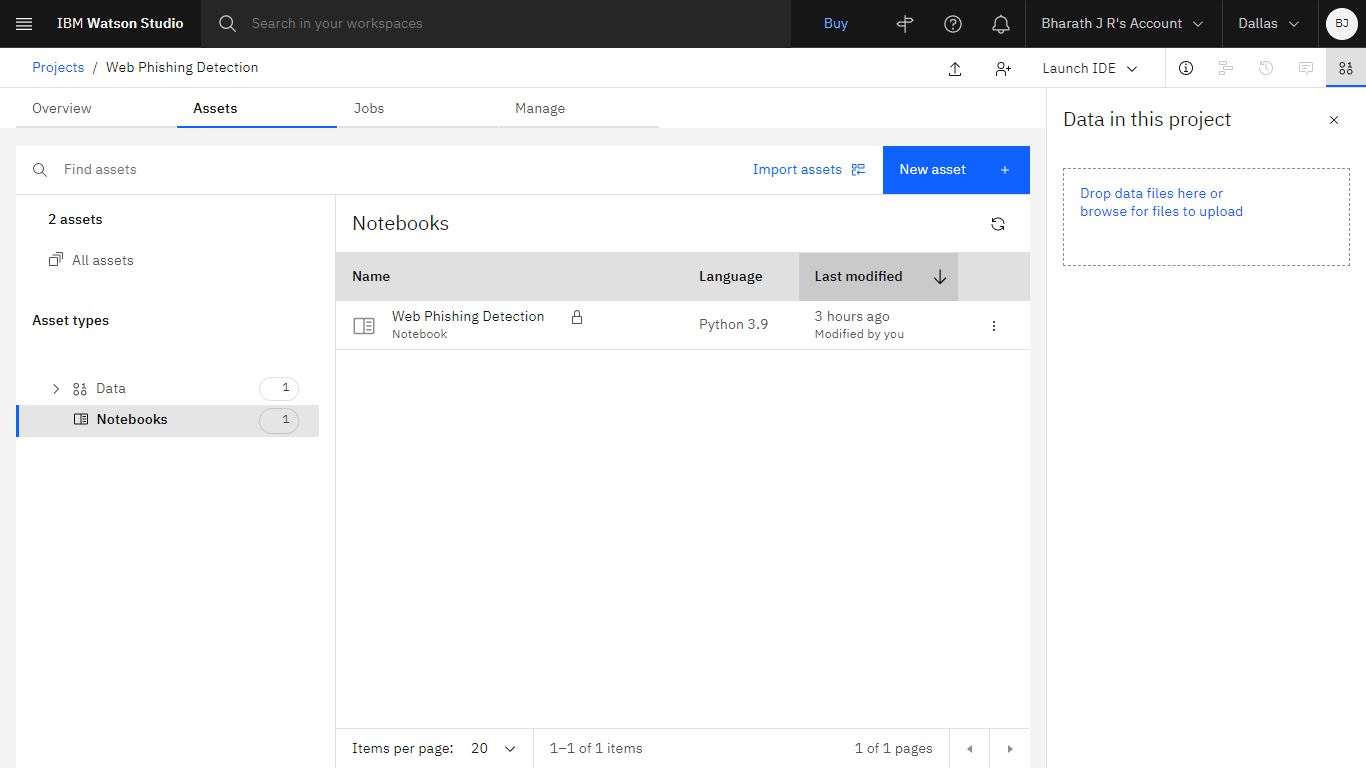 IBM Watson Studio
Search in your workspaces
Buy
Bharath J R's Account
Dallas
BJ
Projects / Web Phishing Detection
Launch IDE
Overview
Assets
Jobs
Manage
Find assets
Import assets
New asset +
2 assets
All assets
Asset types
Data 1
Notebooks 1
Notebooks
Name Language Last modified
Web Phishing Detection
Notebook
Python 3.9
3 hours ago
Modified by you
Items per page: 20
1–1 of 1 items
1 of 1 pages
Data in this project
Drop data files here or
browse for files to upload